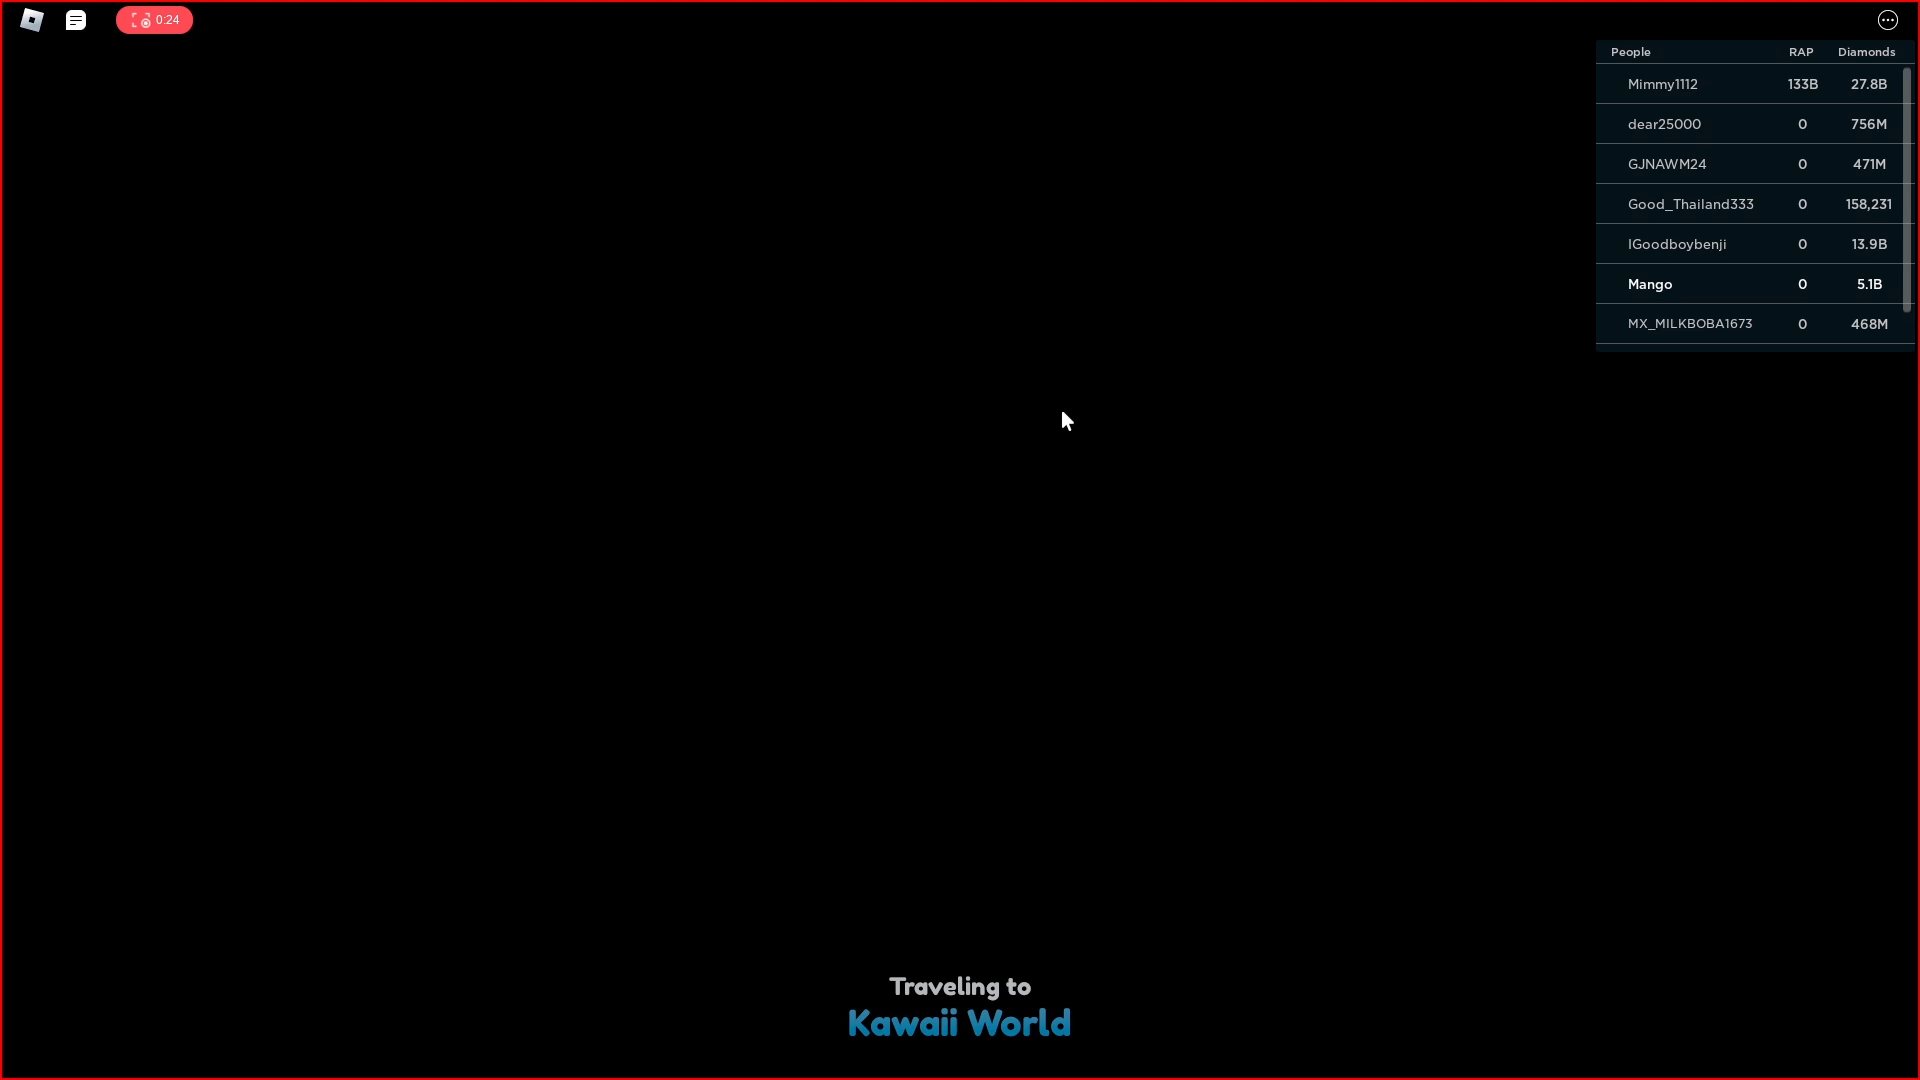 0:24
People RAP Diamonds
Mimmy1112 133B 27.8B
dear25000 0 756M
GJNAWM24 0 471M
Good_Thailand333 0 158,231
IGoodboybenji 0 13.9B
Mango 0 5.1B
MX_MILKBOBA1673 0 468M
Traveling to
Kawaii World